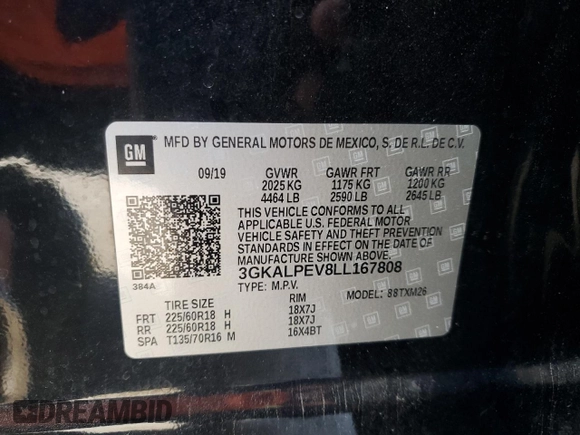 GM
MFD BY GENERAL MOTORS DE MEXICO, S. DE R.L. DE C.V.
09/19 GVWR GAWR FRT GAWR RR
2025 KG 1175 KG 1200 KG
4464 LB 2590 LB 2645 LB
THIS VEHICLE CONFORMS TO ALL
APPLICABLE U.S. FEDERAL MOTOR
VEHICLE SAFETY AND THEFT PREVENTION
STANDARDS IN EFFECT ON THE DATE OF
MANUFACTURE SHOWN ABOVE.
3GKALPEV8LL167808
384A TYPE: M.P.V. MODEL: 88TXM26
TIRE SIZE RIM
FRT 225/60R18 H 18X7J
RR 225/60R18 H 18X7J
SPA T135/70R16 M 16X4BT
DREAMBID